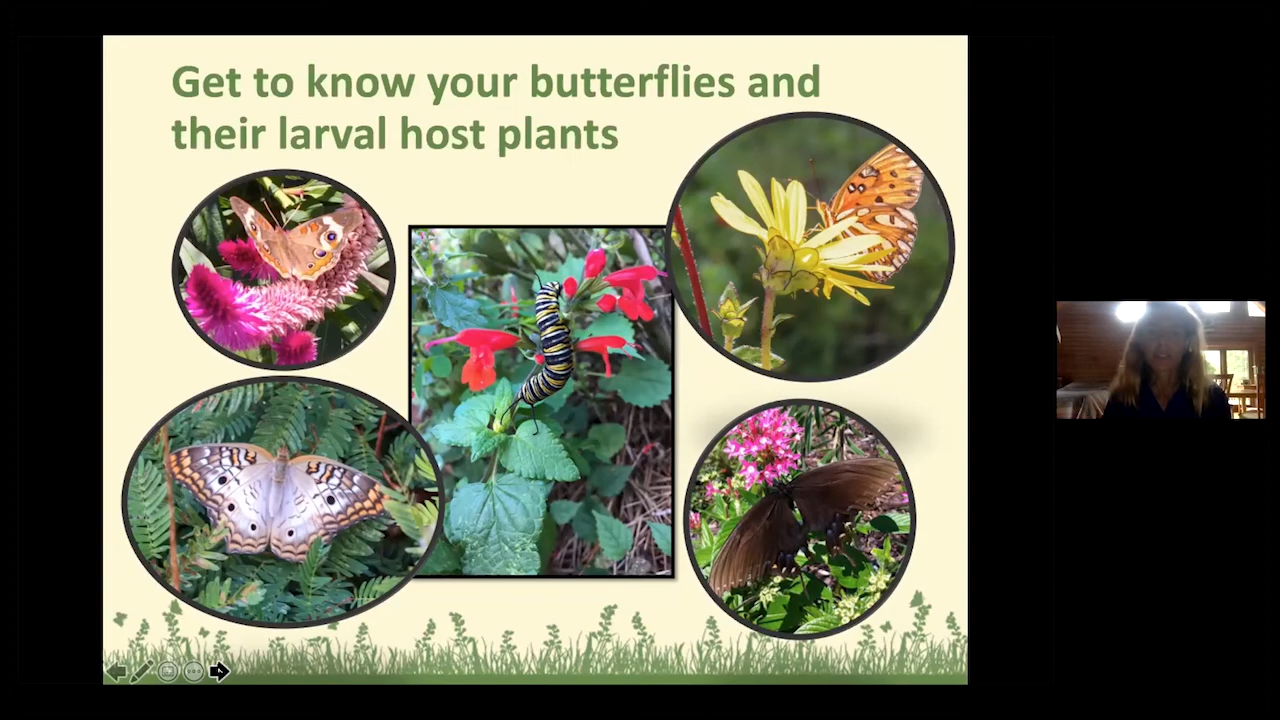 Get to know your butterflies and
their larval host plants